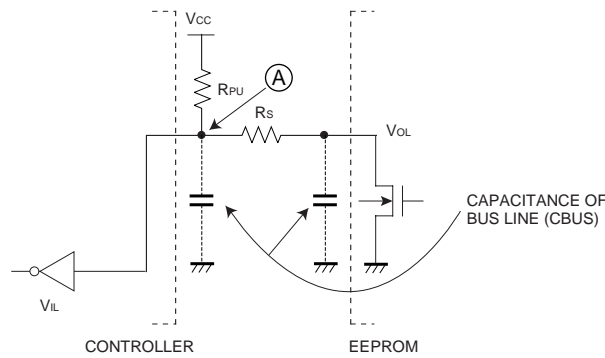 VCC
A
RPU
RS
VOL
CAPACITANCE OF
BUS LINE (CBUS)
VIL
CONTROLLER
EEPROM